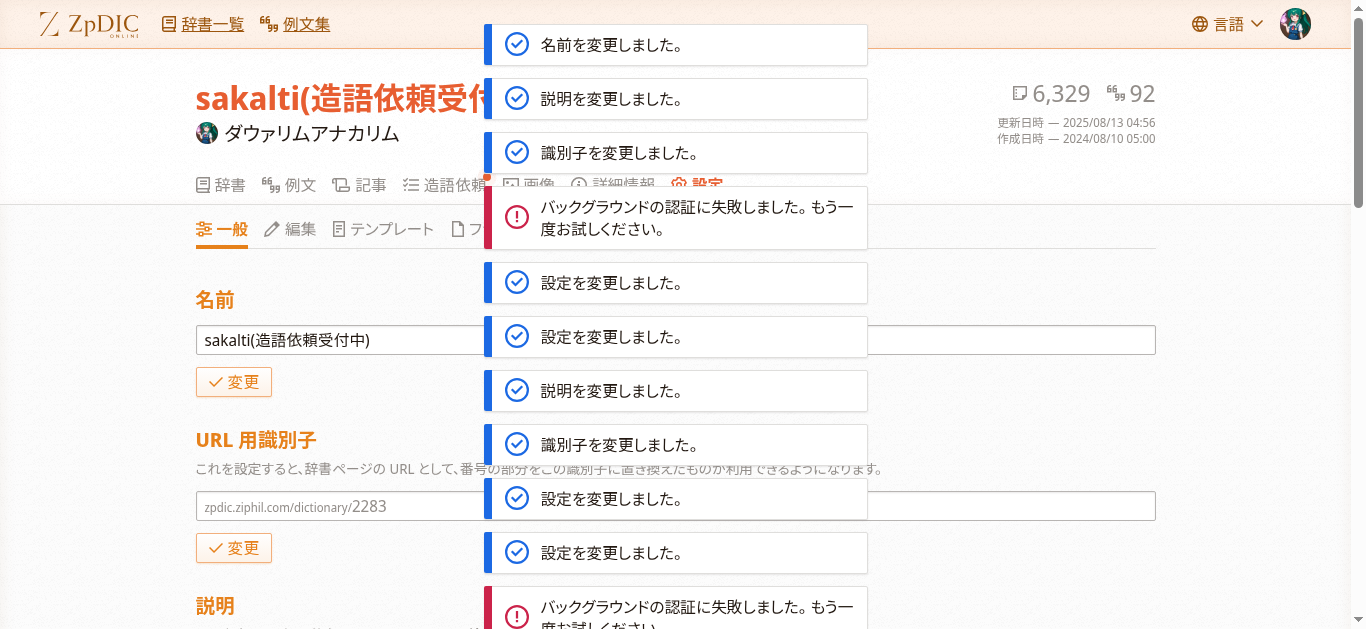 ZpDIC
ONLINE
辞書一覧
例文集
言語
sakalti(造語依頼受付
6,329
92
ダウァリムアナカリム
更新日時 — 2025/08/13 04:56
作成日時 — 2024/08/10 05:00
辞書
例文
記事
造語依頼
画像
詳細情報
設定
一般
編集
テンプレート
フ
名前を変更しました。
説明を変更しました。
識別子を変更しました。
バックグラウンドの認証に失敗しました。もう一
度お試しください。
設定を変更しました。
設定を変更しました。
説明を変更しました。
識別子を変更しました。
設定を変更しました。
設定を変更しました。
バックグラウンドの認証に失敗しました。もう一
度お試しください。
名前
sakalti(造語依頼受付中)
変更
URL 用識別子
これを設定すると、辞書ページの URL として、番号の部分をこの識別子に置き換えたものが利用できるようになります。
zpdic.ziphil.com/dictionary/2283
変更
説明